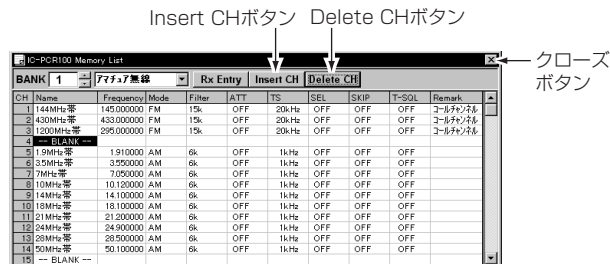 Insert CHボタン Delete CHボタン
IC-PCR100 Memory List
クローズ
ボタン
BANK 1 アマチュア無線 Rx Entry Insert CH Delete CH
CH Name Frequency Mode Filter ATT TS SEL SKIP T-SQL Remark
1 144MHz帯 145.000000 FM 15k OFF 20kHz OFF OFF OFF コールチャンネル
2 430MHz帯 433.000000 FM 15k OFF 20kHz OFF OFF OFF コールチャンネル
3 1200MHz帯 295.000000 FM 15k OFF 20kHz OFF OFF OFF コールチャンネル
4 -- BLANK --
5 1.9MHz帯 1.910000 AM 6k OFF 1kHz OFF OFF OFF
6 3.5MHz帯 3.550000 AM 6k OFF 1kHz OFF OFF OFF
7 7MHz帯 7.050000 AM 6k OFF 1kHz OFF OFF OFF
8 10MHz帯 10.120000 AM 6k OFF 1kHz OFF OFF OFF
9 14MHz帯 14.100000 AM 6k OFF 1kHz OFF OFF OFF
10 18MHz帯 18.100000 AM 6k OFF 1kHz OFF OFF OFF
11 21MHz帯 21.200000 AM 6k OFF 1kHz OFF OFF OFF
12 24MHz帯 24.900000 AM 6k OFF 1kHz OFF OFF OFF
13 28MHz帯 28.500000 AM 6k OFF 1kHz OFF OFF OFF
14 50MHz帯 50.100000 AM 6k OFF 1kHz OFF OFF OFF
15 -- BLANK --